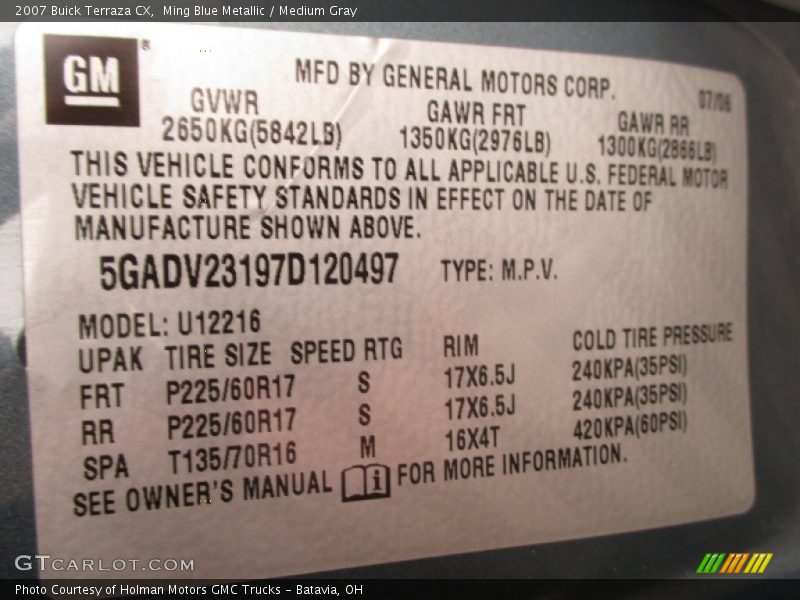 2007 Buick Terraza CX, Ming Blue Metallic / Medium Gray
GM®
MFD BY GENERAL MOTORS CORP.
07/06
GVWR GAWR FRT GAWR RR
2650KG(5842LB) 1350KG(2976LB) 1300KG(2866LB)
THIS VEHICLE CONFORMS TO ALL APPLICABLE U.S. FEDERAL MOTOR
VEHICLE SAFETY STANDARDS IN EFFECT ON THE DATE OF
MANUFACTURE SHOWN ABOVE.
5GADV23197D120497 TYPE: M.P.V.
MODEL: U12216
UPAK TIRE SIZE SPEED RTG RIM COLD TIRE PRESSURE
FRT P225/60R17 S 17X6.5J 240KPA(35PSI)
RR P225/60R17 S 17X6.5J 240KPA(35PSI)
SPA T135/70R16 M 16X4T 420KPA(60PSI)
SEE OWNER'S MANUAL i FOR MORE INFORMATION.
GTCARLOT.COM
Photo Courtesy of Holman Motors GMC Trucks - Batavia, OH